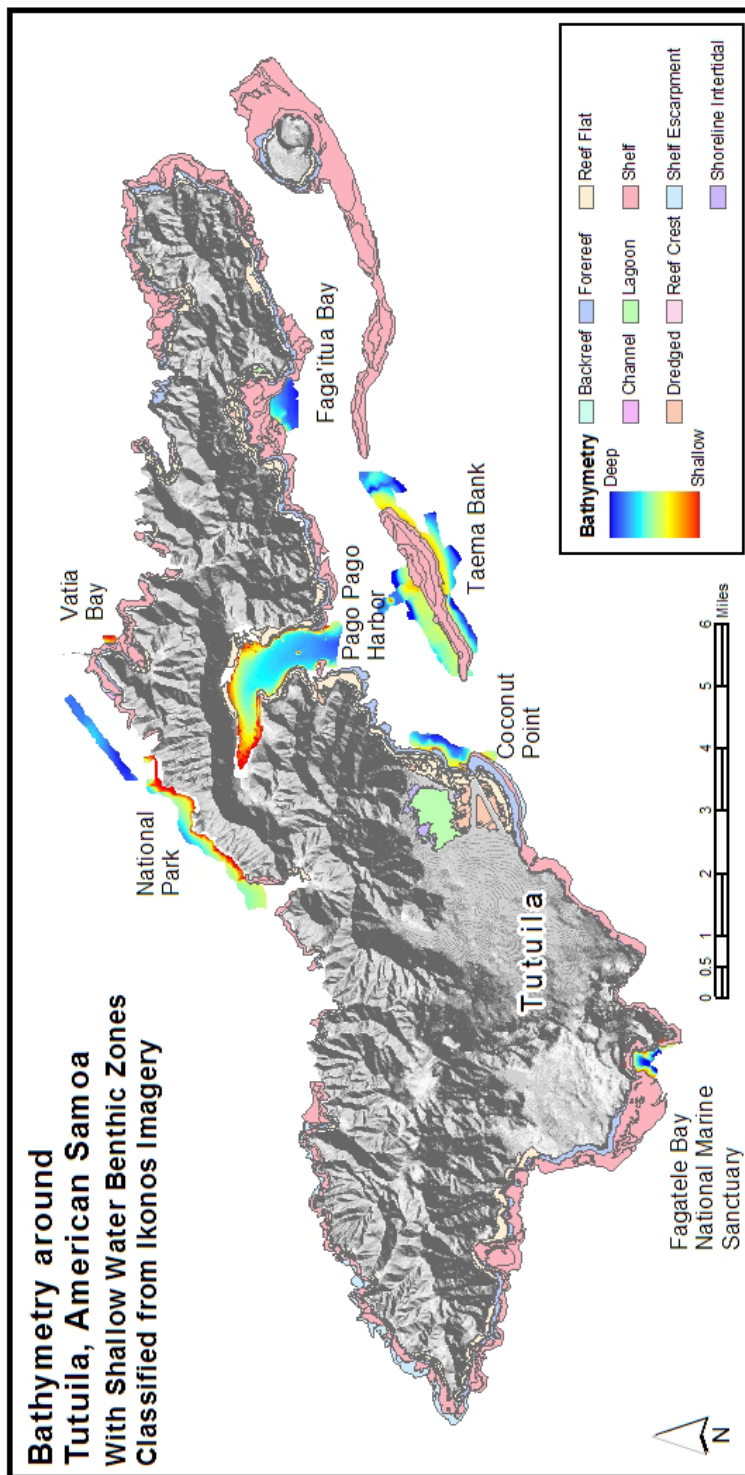 Bathymetry around
Tutuila, American Samoa
With Shallow Water Benthic Zones
Classified from Ikonos Imagery
National
Park
Vatia
Bay
Faga'itua Bay
Pago Pago
Harbor
Taema Bank
Coconut
Point
Tutuila
Fagatele Bay
National Marine
Sanctuary
N
0 0.5 1 2 3 4 5 6
Miles
Bathymetry
Deep
Shallow
Backreef
Channel
Dredged
Forereef
Lagoon
Reef Crest
Reef Flat
Shelf
Shelf Escarpment
Shoreline Intertidal